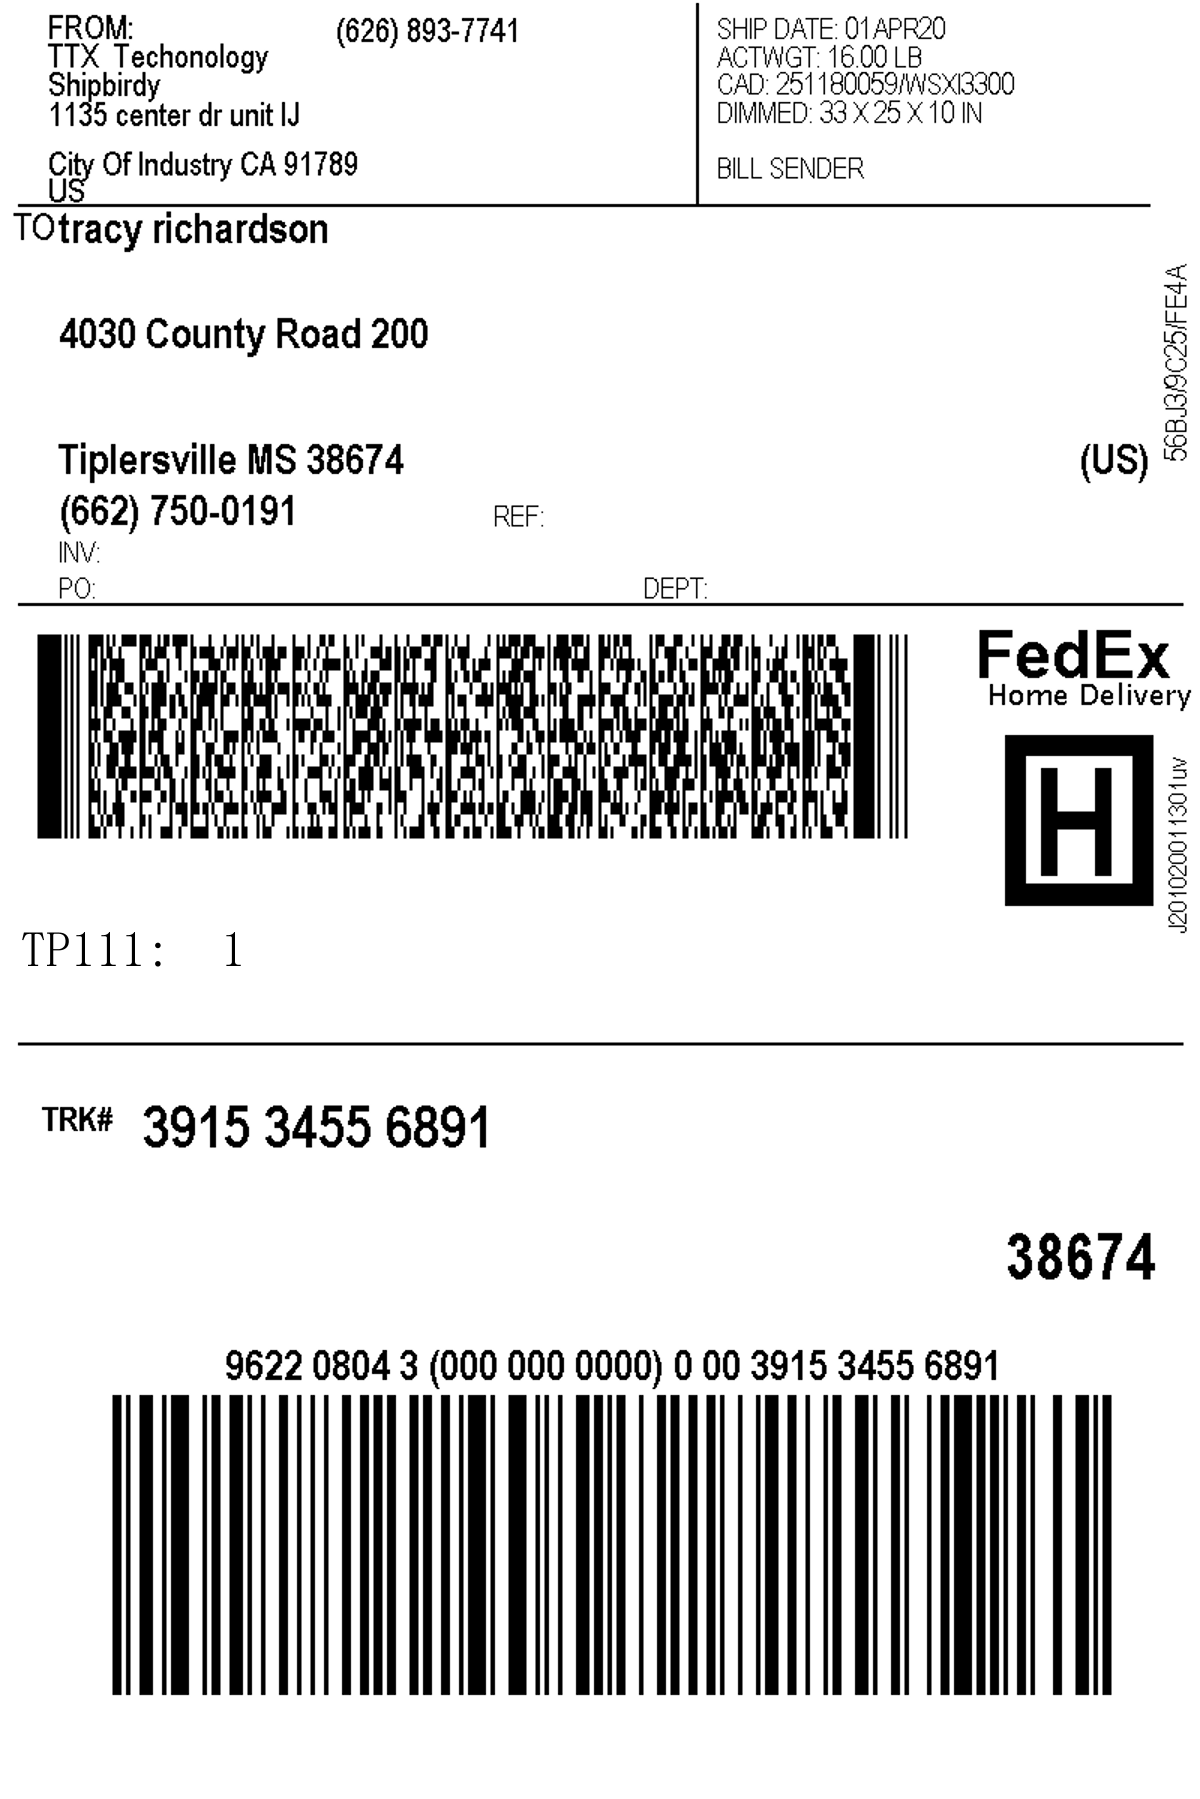 FROM: (626) 893-7741
TTX Techonology
Shipbirdy
1135 center dr unit IJ
City Of Industry CA 91789
US
SHIP DATE: 01APR20
ACTWGT: 16.00 LB
CAD: 251180059/WSXI3300
DIMMED: 33 X 25 X 10 IN
BILL SENDER
TO tracy richardson
4030 County Road 200
Tiplersville MS 38674 (US)
(662) 750-0191 REF:
INV:
PO: DEPT:
56BJ3/9C25/FE4A
FedEx
Home Delivery
H
J201020011301uv
TP111: 1
TRK# 3915 3455 6891
38674
9622 0804 3 (000 000 0000) 0 00 3915 3455 6891